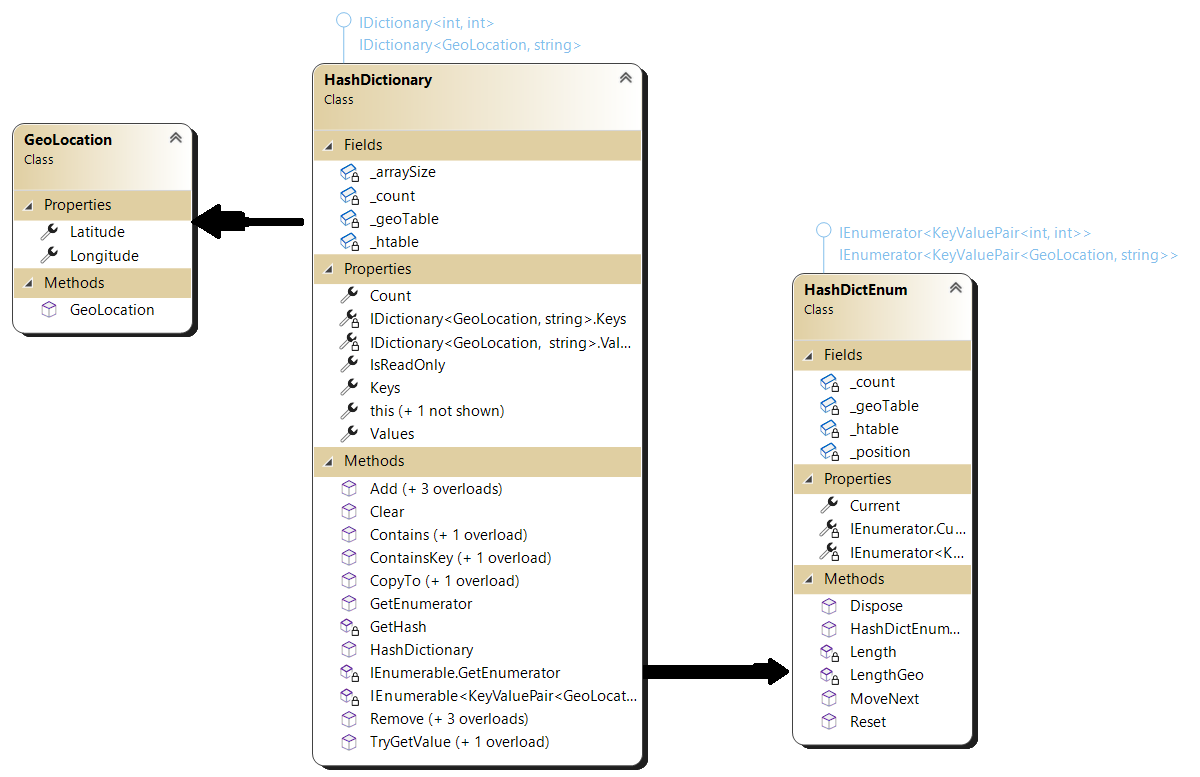 GeoLocation
Class
Properties
Latitude
Longitude
Methods
GeoLocation
IDictionary<int, int>
IDictionary<GeoLocation, string>
HashDictionary
Class
Fields
_arraySize
_count
_geoTable
_htable
Properties
Count
IDictionary<GeoLocation, string>.Keys
IDictionary<GeoLocation, string>.Val...
IsReadOnly
Keys
this (+ 1 not shown)
Values
Methods
Add (+ 3 overloads)
Clear
Contains (+ 1 overload)
ContainsKey (+ 1 overload)
CopyTo (+ 1 overload)
GetEnumerator
GetHash
HashDictionary
IEnumerable.GetEnumerator
IEnumerable<KeyValuePair<GeoLocat...
Remove (+ 3 overloads)
TryGetValue (+ 1 overload)
IEnumerator<KeyValuePair<int, int>>
IEnumerator<KeyValuePair<GeoLocation, string>>
HashDictEnum
Class
Fields
_count
_geoTable
_htable
_position
Properties
Current
IEnumerator.Cu...
IEnumerator<K...
Methods
Dispose
HashDictEnum...
Length
LengthGeo
MoveNext
Reset